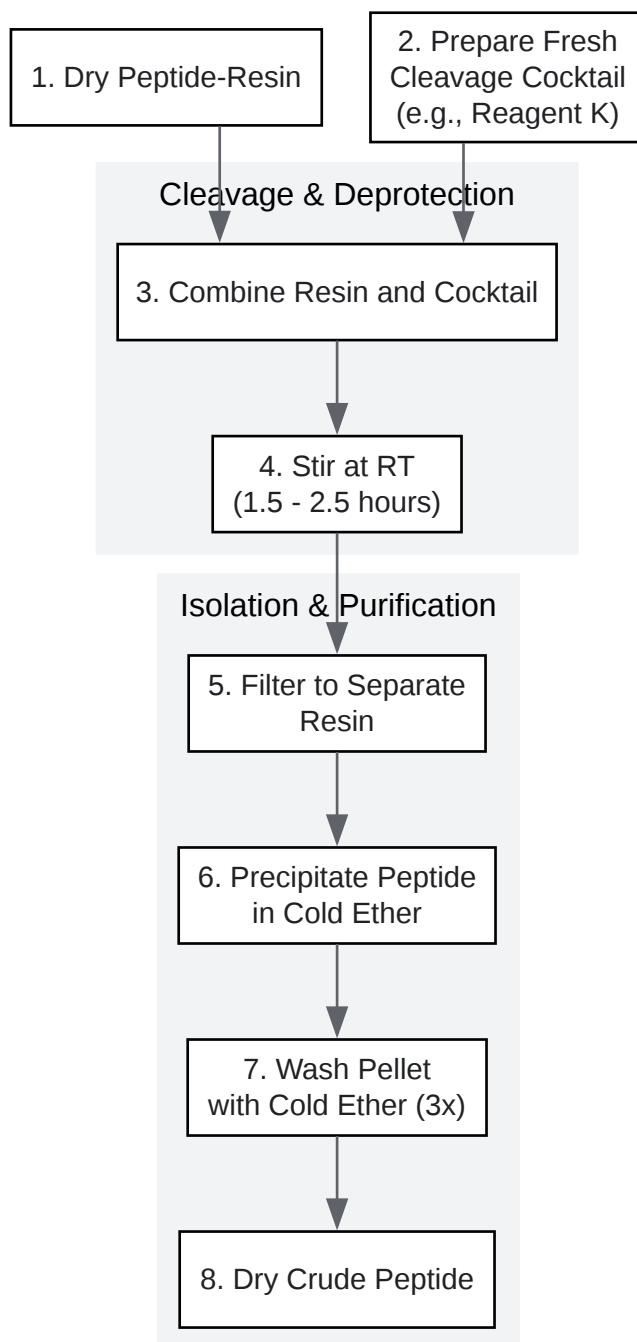 1. Dry Peptide-Resin
2. Prepare Fresh
Cleavage Cocktail
(e.g., Reagent K)
Cleavage & Deprotection
3. Combine Resin and Cocktail
4. Stir at RT
(1.5 - 2.5 hours)
Isolation & Purification
5. Filter to Separate
Resin
6. Precipitate Peptide
in Cold Ether
7. Wash Pellet
with Cold Ether (3x)
8. Dry Crude Peptide